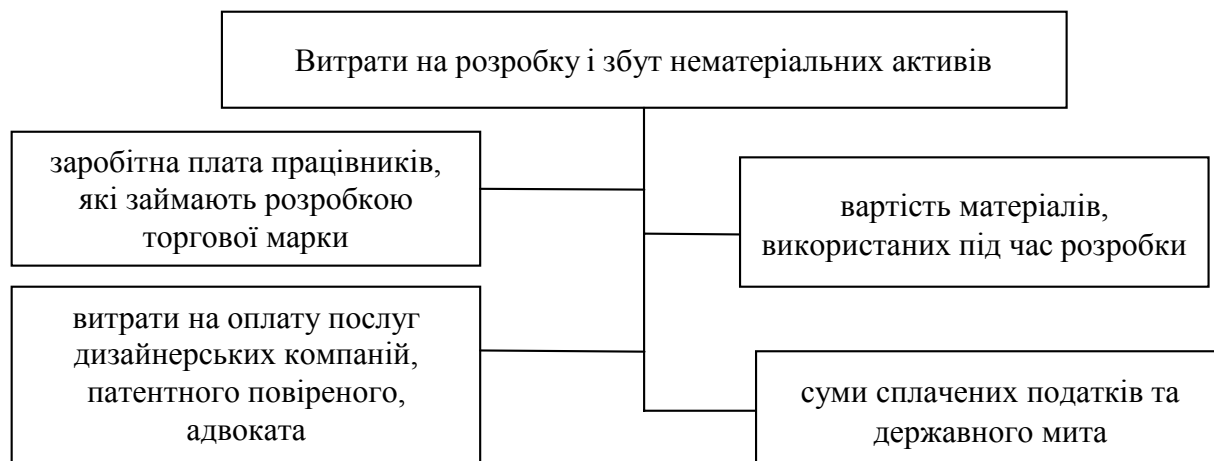 Витрати на розробку і збут нематеріальних активів
заробітна плата працівників,
які займають розробкою
торгової марки
вартість матеріалів,
використаних під час розробки
витрати на оплату послуг
дизайнерських компаній,
патентного повіреного,
адвоката
суми сплачених податків та
державного мита